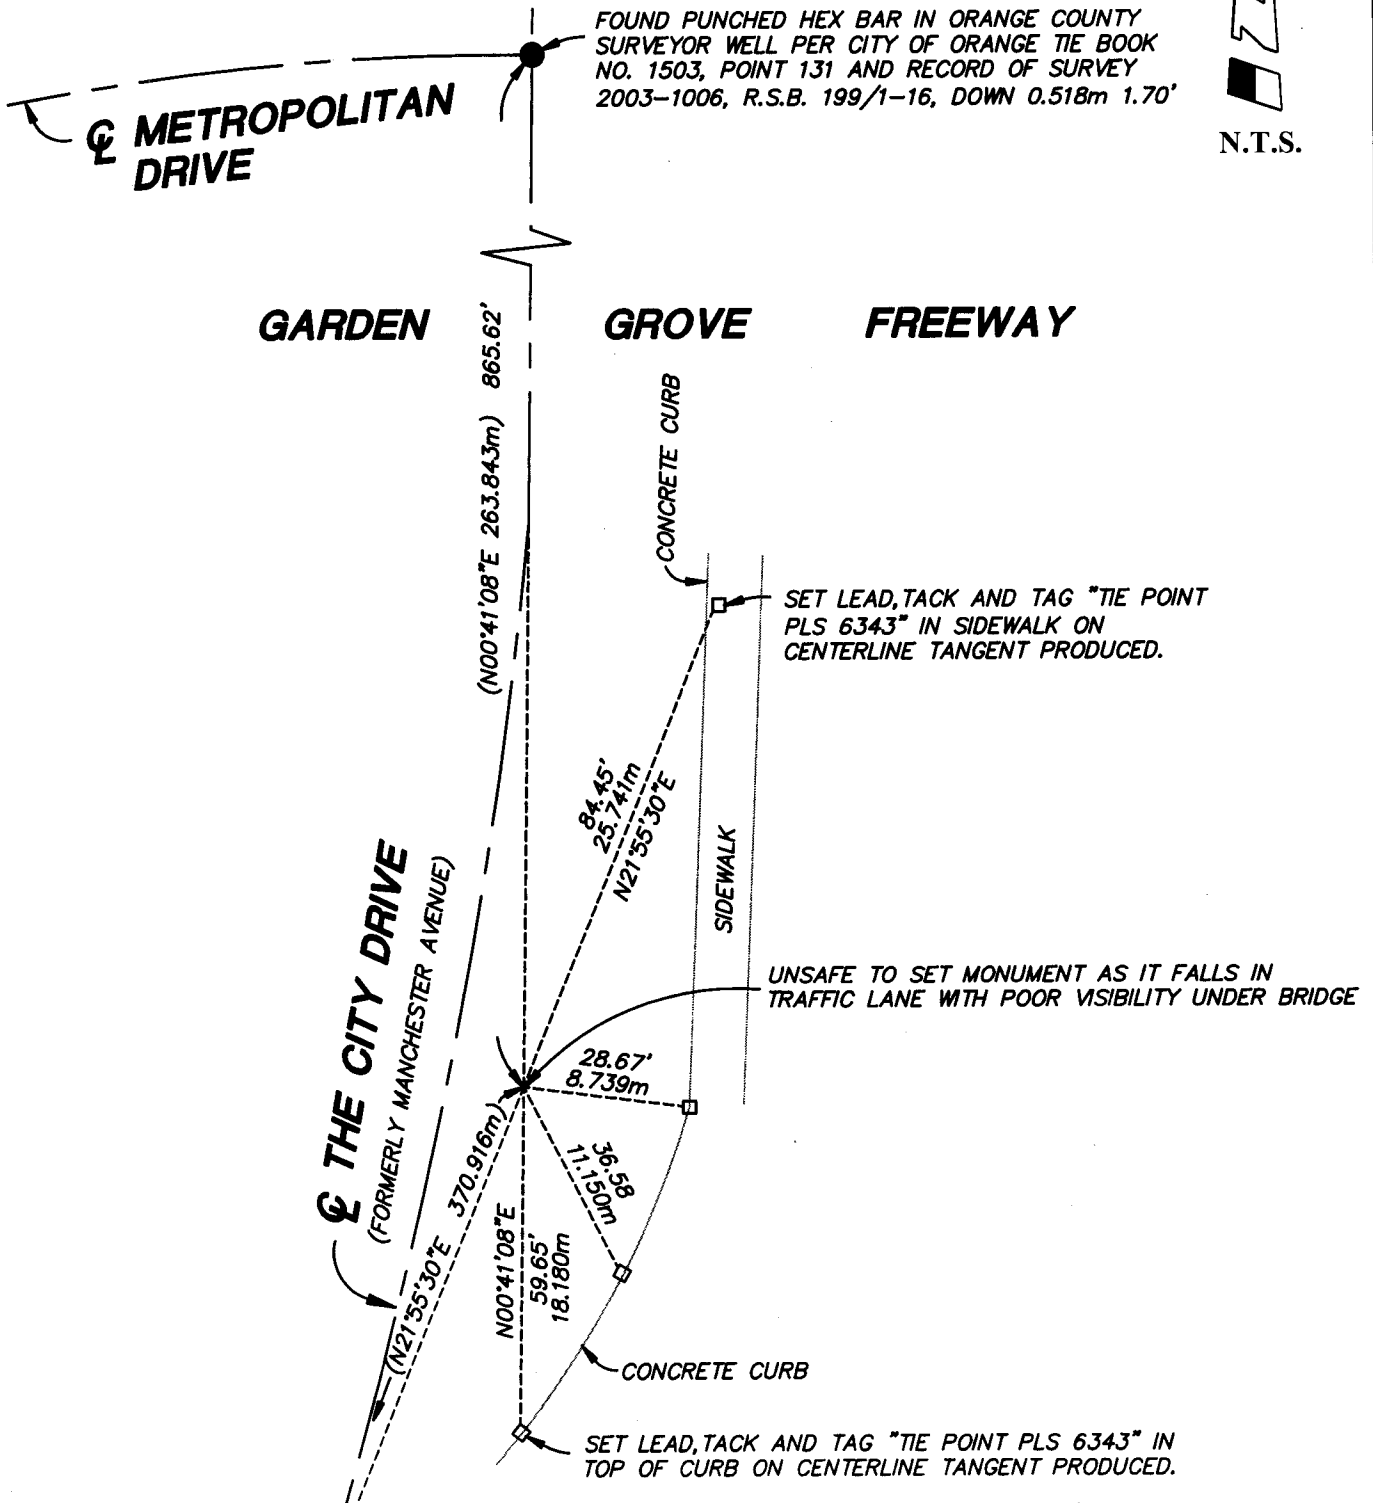 FOUND PUNCHED HEX BAR IN ORANGE COUNTY
SURVEYOR WELL PER CITY OF ORANGE TIE BOOK
NO. 1503, POINT 131 AND RECORD OF SURVEY
2003-1006, R.S.B. 199/1-16, DOWN 0.518m 1.70'
N.T.S.
℄ METROPOLITAN
DRIVE
GARDEN GROVE FREEWAY
(N00°41'08"E 263.843m) 865.62'
CONCRETE CURB
SET LEAD, TACK AND TAG "TIE POINT
PLS 6343" IN SIDEWALK ON
CENTERLINE TANGENT PRODUCED.
84.45'
25.741m
N21°55'30"E
SIDEWALK
℄ THE CITY DRIVE
(FORMERLY MANCHESTER AVENUE)
UNSAFE TO SET MONUMENT AS IT FALLS IN
TRAFFIC LANE WITH POOR VISIBILITY UNDER BRIDGE
28.67'
8.739m
36.58
11.150m
(N21°55'30"E 370.916m)
N00°41'08"E
59.65'
18.180m
CONCRETE CURB
SET LEAD, TACK AND TAG "TIE POINT PLS 6343" IN
TOP OF CURB ON CENTERLINE TANGENT PRODUCED.